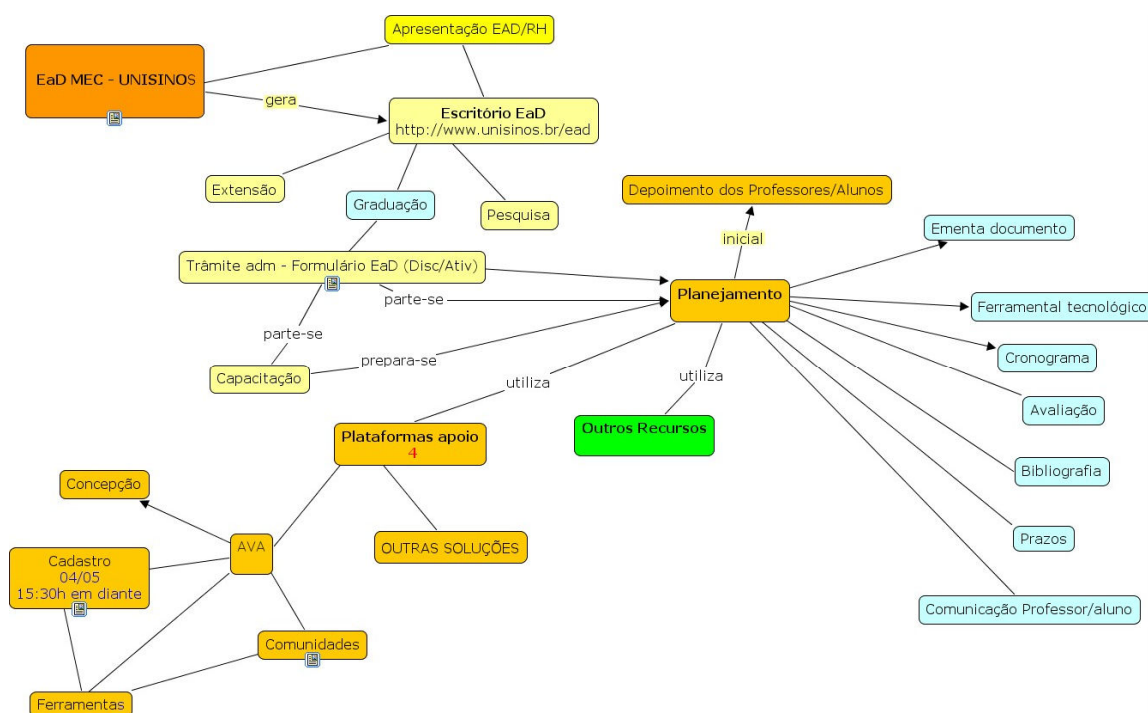 Apresentação EAD/RH
EaD MEC - UNISINOS
gera
Escritório EaD
http://www.unisinos.br/ead
Extensão
Graduação
Pesquisa
Depoimento dos Professores/Alunos
inicial
Ementa documento
Trâmite adm - Formulário EaD (Disc/Ativ)
parte-se
Planejamento
Ferramental tecnológico
parte-se
prepara-se
Capacitação
Cronograma
utiliza
utiliza
Avaliação
Plataformas apoio
4
Outros Recursos
Bibliografia
Concepção
Prazos
AVA
OUTRAS SOLUÇÕES
Cadastro
04/05
15:30h em diante
Comunicação Professor/aluno
Comunidades
Ferramentas